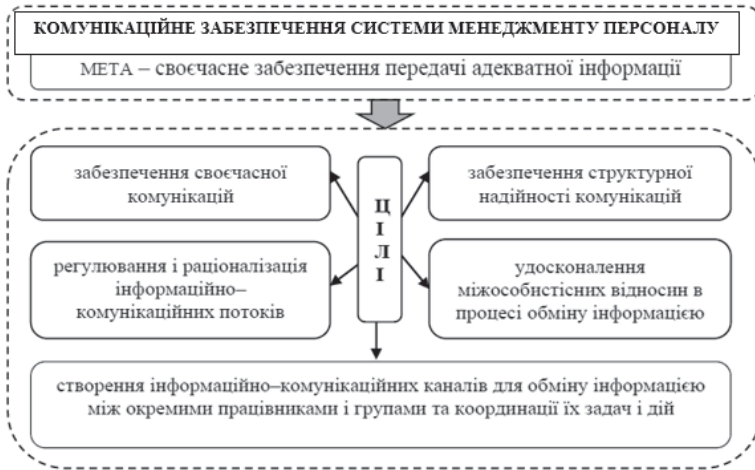 КОМУНІКАЦІЙНЕ ЗАБЕЗПЕЧЕННЯ СИСТЕМИ МЕНЕДЖМЕНТУ ПЕРСОНАЛУ
МЕТА – своєчасне забезпечення передачі адекватної інформації
забезпечення своєчасної
комунікацій
забезпечення структурної
надійності комунікацій
Ц
І
Л
І
регулювання і раціоналізація
інформаційно–
комунікаційних потоків
удосконалення
міжособистісних відносин в
процесі обміну інформацією
створення інформаційно–комунікаційних каналів для обміну інформацією
між окремими працівниками і групами та координації їх задач і дій